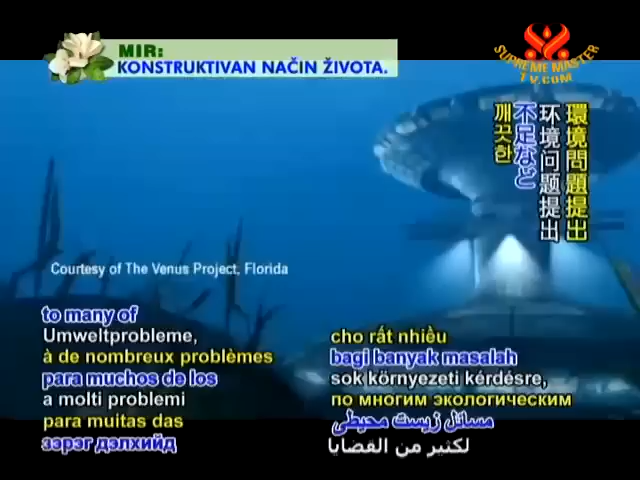 MIR:
KONSTRUKTIVAN NAČIN ŽIVOTA.
SUPREME MASTER
TV.COM
環境問題提出
环境问题提出
不足など
깨끗한
Courtesy of The Venus Project, Florida
to many of
Umweltprobleme,
à de nombreux problèmes
para muchos de los
a molti problemi
para muitas das
зэрэг дэлхийд
cho rất nhiều
bagi banyak masalah
sok környezeti kérdésre,
по многим экологическим
مسائل زیست محیطی
لكثير من القضايا